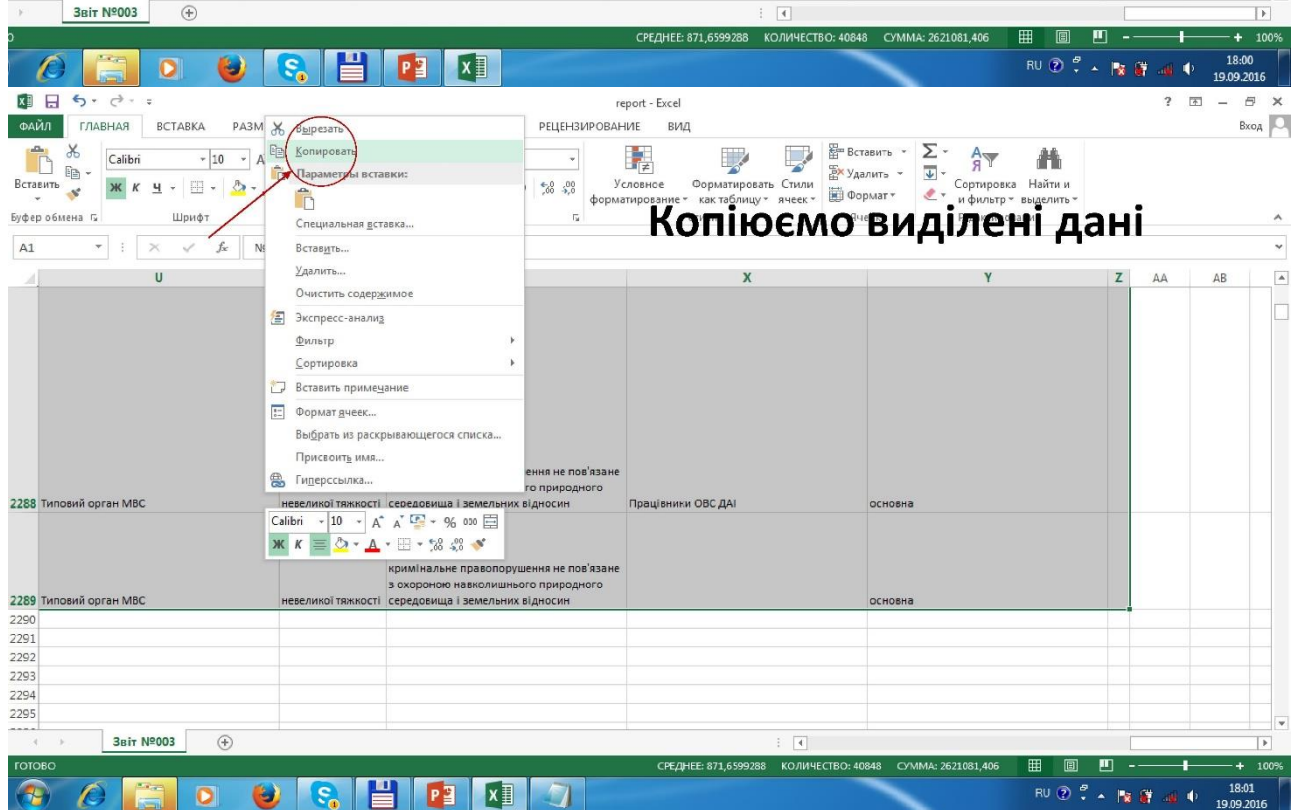 Звіт №003
СРЕДНЕЕ: 871,6599288 КОЛИЧЕСТВО: 40848 СУММА: 2621081,406 100%
RU 18:00
19.09.2016
report - Excel
ФАЙЛ ГЛАВНАЯ ВСТАВКА РАЗМ РЕЦЕНЗИРОВАНИЕ ВИД Вход
Вырезать
Копировать
Параметры вставки:
Специальная вставка...
Вставить...
Удалить...
Очистить содержимое
Экспресс-анализ
Фильтр
Сортировка
Вставить примечание
Формат ячеек...
Выбрать из раскрывающегося списка...
Присвоить имя...
Гиперссылка...
Вставить
Calibri 10
Ж К Ч
Буфер обмена Шрифт
Условное форматирование
Форматировать как таблицу
Стили ячеек
Вставить
Удалить
Формат
Сортировка и фильтр
Найти и выделить
Копіюємо виділені дані
A1 fx №
U X Y Z AA AB
ення не пов'язане
го природного
2288 Типовий орган МВС невеликої тяжкості середовища і земельних відносин Працівники ОВС ДАІ основна
Calibri 10 % 000
Ж К
кримінальне правопорушення не пов'язане
з охороною навколишнього природного
2289 Типовий орган МВС невеликої тяжкості середовища і земельних відносин основна
2290
2291
2292
2293
2294
2295
Звіт №003
ГОТОВО СРЕДНЕЕ: 871,6599288 КОЛИЧЕСТВО: 40848 СУММА: 2621081,406 100%
RU 18:01
19.09.2016